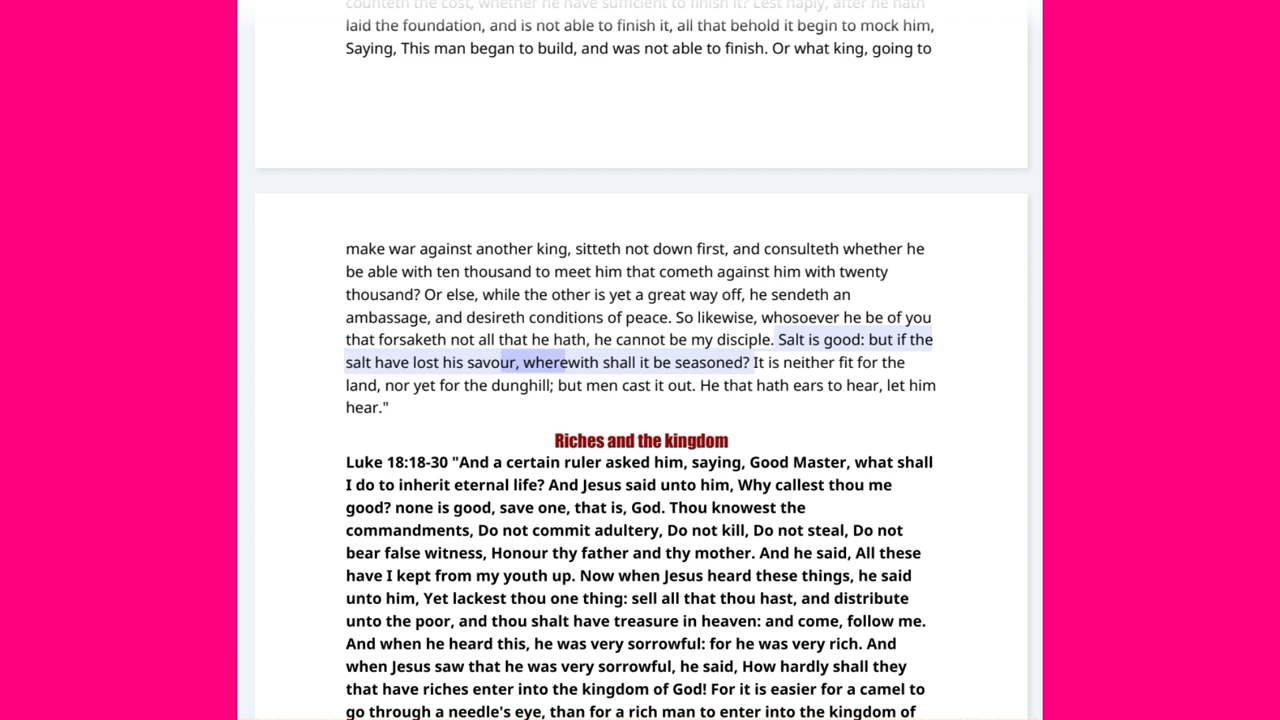 counteth the cost, whether he have sufficient to finish it? Lest haply, after he hath
laid the foundation, and is not able to finish it, all that behold it begin to mock him,
Saying, This man began to build, and was not able to finish. Or what king, going to
make war against another king, sitteth not down first, and consulteth whether he
be able with ten thousand to meet him that cometh against him with twenty
thousand? Or else, while the other is yet a great way off, he sendeth an
ambassage, and desireth conditions of peace. So likewise, whosoever he be of you
that forsaketh not all that he hath, he cannot be my disciple. Salt is good: but if the
salt have lost his savour, wherewith shall it be seasoned? It is neither fit for the
land, nor yet for the dunghill; but men cast it out. He that hath ears to hear, let him
hear."
Riches and the kingdom
Luke 18:18-30 "And a certain ruler asked him, saying, Good Master, what shall
I do to inherit eternal life? And Jesus said unto him, Why callest thou me
good? none is good, save one, that is, God. Thou knowest the
commandments, Do not commit adultery, Do not kill, Do not steal, Do not
bear false witness, Honour thy father and thy mother. And he said, All these
have I kept from my youth up. Now when Jesus heard these things, he said
unto him, Yet lackest thou one thing: sell all that thou hast, and distribute
unto the poor, and thou shalt have treasure in heaven: and come, follow me.
And when he heard this, he was very sorrowful: for he was very rich. And
when Jesus saw that he was very sorrowful, he said, How hardly shall they
that have riches enter into the kingdom of God! For it is easier for a camel to
go through a needle's eye, than for a rich man to enter into the kingdom of